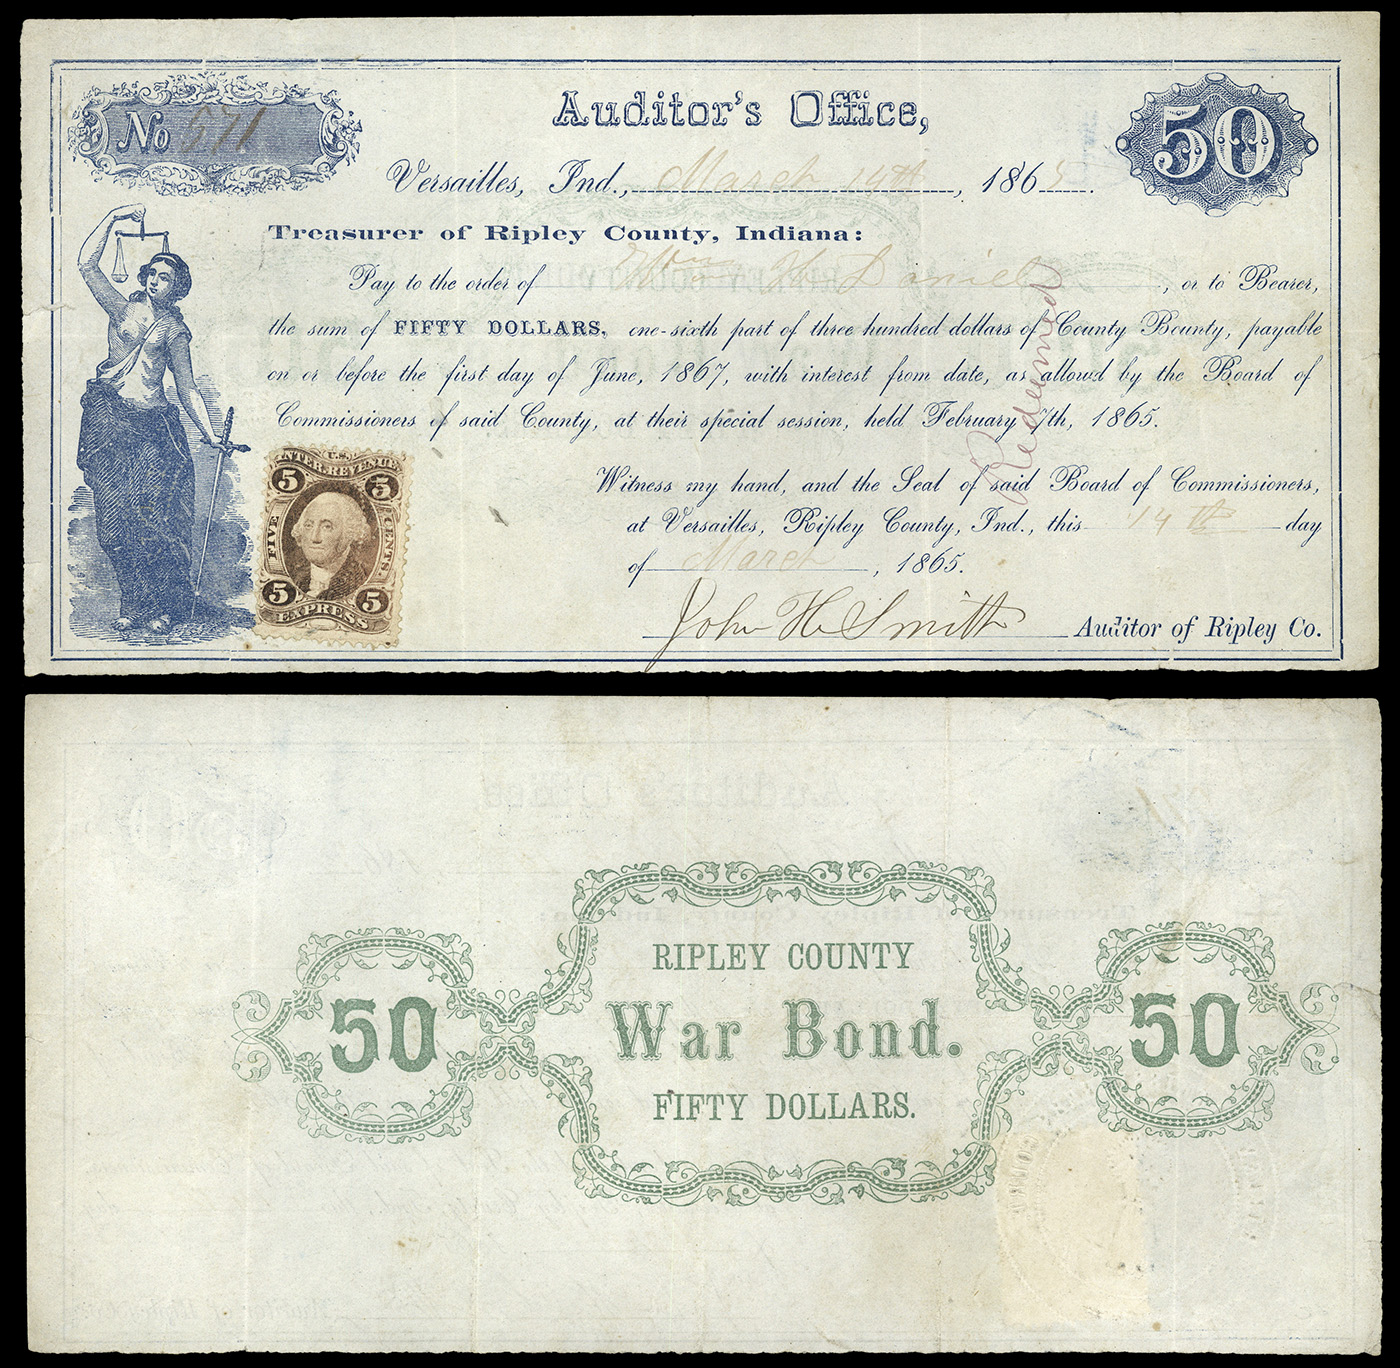 No 571
Auditor's Office,
50
Versailles, Ind., March 14th, 1865.
Treasurer of Ripley County, Indiana:
Pay to the order of Wm H Daniel, or to Bearer,
the sum of FIFTY DOLLARS, one-sixth part of three hundred dollars of County Bounty, payable
on or before the first day of June, 1867, with interest from date, as allowed by the Board of
Commissioners of said County, at their special session, held February 7th, 1865.
Redeemed
Witness my hand, and the Seal of said Board of Commissioners,
at Versailles, Ripley County, Ind., this 14th day
of March, 1865.
John H Smith Auditor of Ripley Co.
U.S.
INTER. REVENUE
5 5
FIVE CENTS
5 5
EXPRESS
RIPLEY COUNTY
50 War Bond. 50
FIFTY DOLLARS.